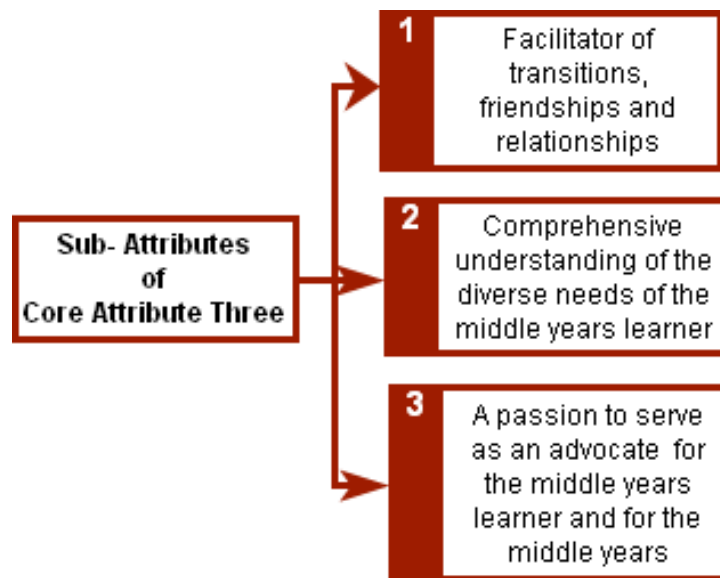 1
Facilitator of
transitions,
friendships and
relationships
Sub- Attributes
of
Core Attribute Three
2
Comprehensive
understanding of the
diverse needs of the
middle years learner
3
A passion to serve
as an advocate for
the middle years
learner and for the
middle years